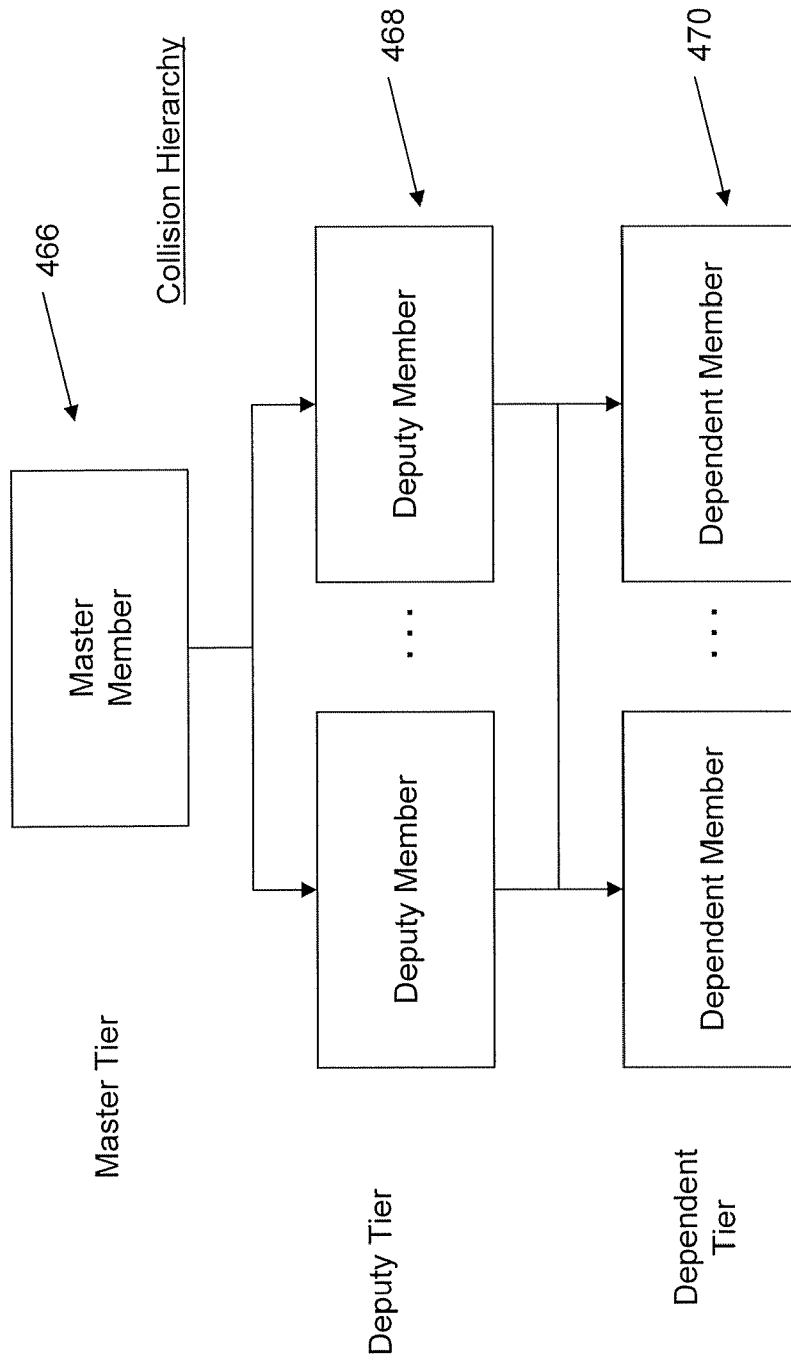 Collision Hierarchy
466
Master Tier
Master
Member
468
Deputy Tier
Deputy Member
...
Deputy Member
470
Dependent
Tier
Dependent Member
...
Dependent Member